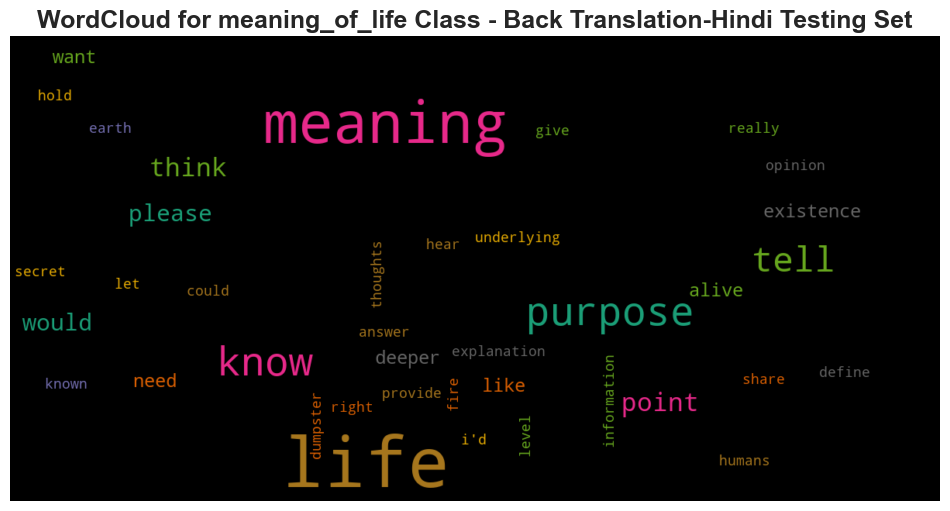 WordCloud for meaning_of_life Class - Back Translation-Hindi Testing Set
want
hold
meaning
earth
give
really
think
opinion
please
existence
hear
underlying
thoughts
tell
secret
let
could
alive
would
purpose
answer
know
deeper
explanation
known
need
provide
fire
like
information
share
define
dumpster
right
point
life
i'd
level
humans